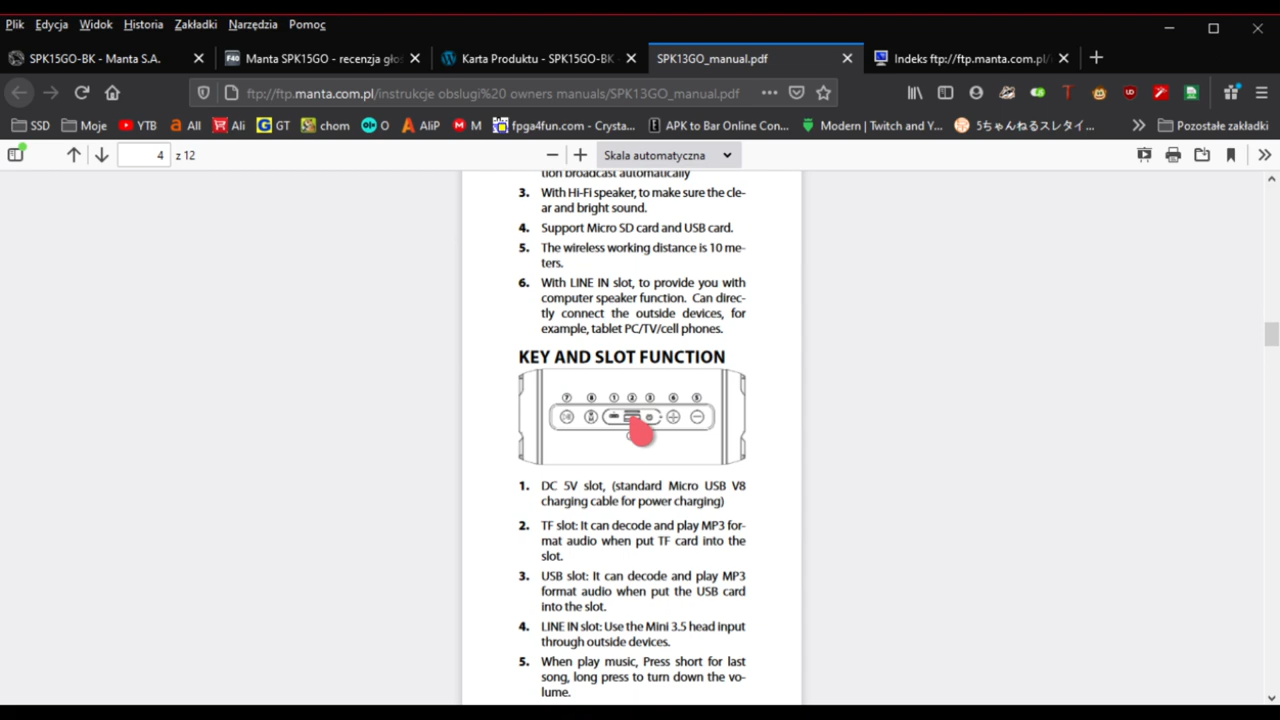 Plik Edycja Widok Historia Zakładki Narzędzia Pomoc
SPK15GO-BK - Manta S.A. Manta SPK15GO - recenzja głoś Karta Produktu - SPK15GO-BK - SPK13GO_manual.pdf Indeks ftp://ftp.manta.com.pl/
ftp://ftp.manta.com.pl/instrukcje obslugi%20 owners manuals/SPK13GO_manual.pdf
SSD Moje YTB All Ali GT chom O AliP M fpga4fun.com - Crysta... APK to Bar Online Con... Modern | Twitch and Y... 5ちゃんねるスレタイ... Pozostałe zakładki
4 z 12 Skala automatyczna
tion broadcast automatically
3. With Hi-Fi speaker, to make sure the cle-
ar and bright sound.
4. Support Micro SD card and USB card.
5. The wireless working distance is 10 me-
ters.
6. With LINE IN slot, to provide you with
computer speaker function. Can direc-
tly connect the outside devices, for
example, tablet PC/TV/cell phones.
KEY AND SLOT FUNCTION
7 8 1 2 3 6 5
1. DC 5V slot, (standard Micro USB V8
charging cable for power charging)
2. TF slot: It can decode and play MP3 for-
mat audio when put TF card into the
slot.
3. USB slot: It can decode and play MP3
format audio when put the USB card
into the slot.
4. LINE IN slot: Use the Mini 3.5 head input
through outside devices.
5. When play music, Press short for last
song, long press to turn down the vo-
lume.